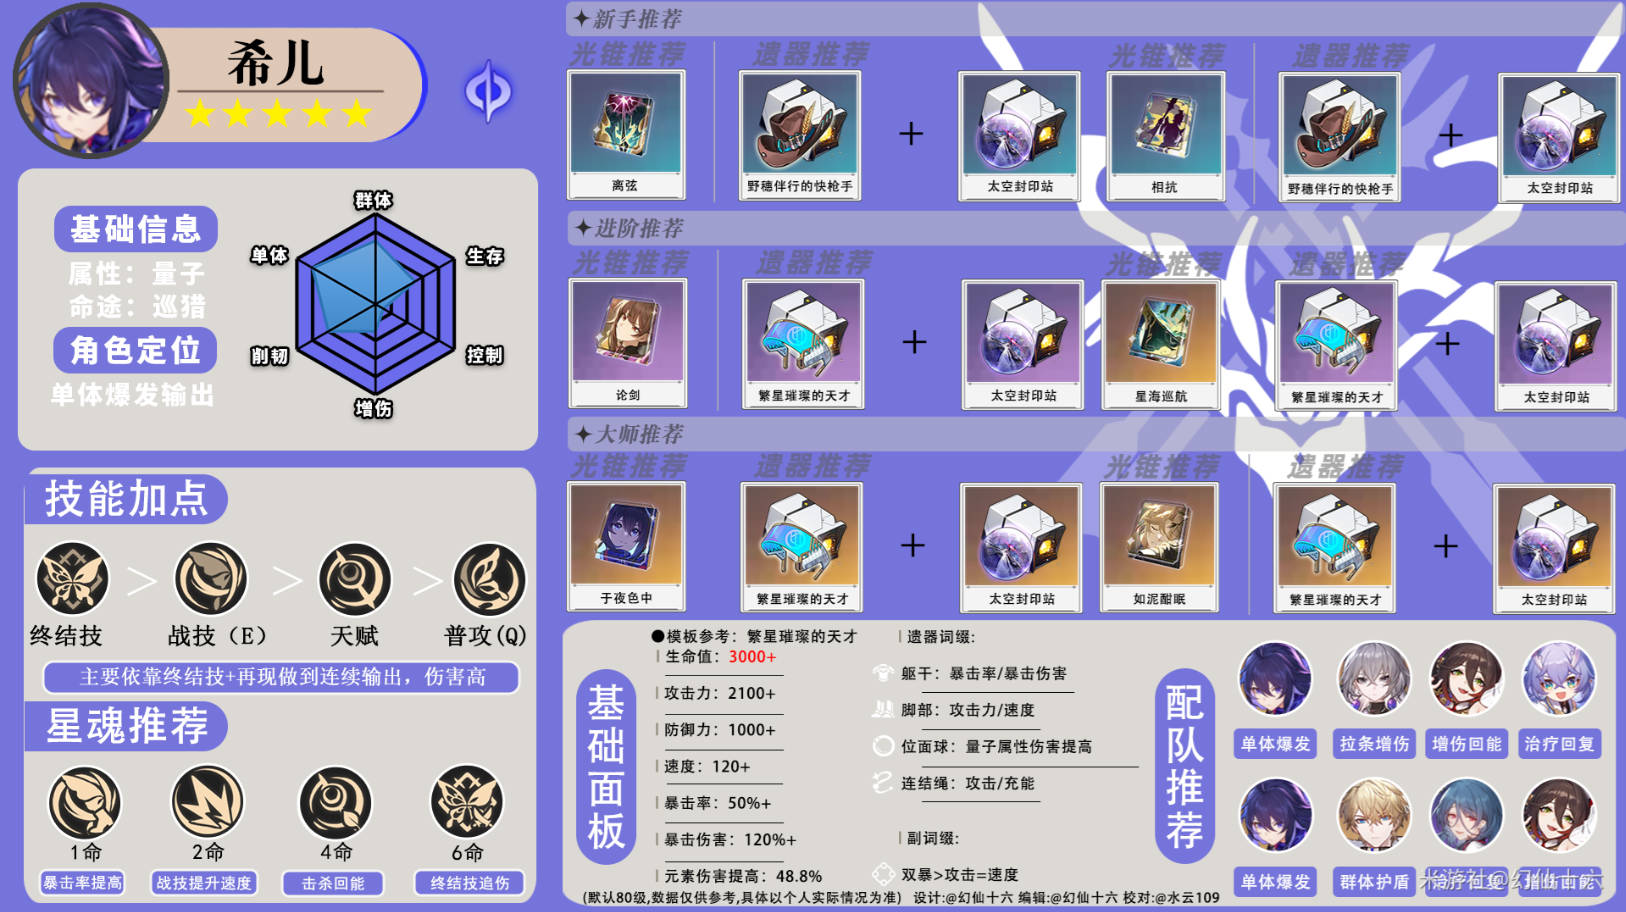 希儿
基础信息
属性：量子
命途：巡猎
角色定位
单体爆发输出
群体
单体
生存
削韧
控制
增伤
技能加点
终结技
战技（E）
天赋
普攻(Q)
主要依靠终结技+再现做到连续输出，伤害高
星魂推荐
1命
2命
4命
6命
暴击率提高
战技提升速度
击杀回能
终结技追伤
新手推荐
光锥推荐
遗器推荐
光锥推荐
遗器推荐
离弦
野穗伴行的快枪手
+
太空封印站
相抗
野穗伴行的快枪手
+
太空封印站
进阶推荐
光锥推荐
遗器推荐
光锥推荐
遗器推荐
论剑
繁星璀璨的天才
+
太空封印站
星海巡航
繁星璀璨的天才
+
太空封印站
大师推荐
光锥推荐
遗器推荐
光锥推荐
遗器推荐
于夜色中
繁星璀璨的天才
+
太空封印站
如泥酣眠
繁星璀璨的天才
+
太空封印站
基础面板
●模板参考：繁星璀璨的天才
生命值：3000+
攻击力：2100+
防御力：1000+
速度：120+
暴击率：50%+
暴击伤害：120%+
元素伤害提高：48.8%
遗器词缀:
躯干：暴击率/暴击伤害
脚部：攻击力/速度
位面球：量子属性伤害提高
连结绳：攻击/充能
副词缀:
双暴>攻击=速度
(默认80级,数据仅供参考,具体以个人实际情况为准) 设计:@幻仙十六 编辑:@幻仙十六 校对:@水云109
配队推荐
单体爆发
拉条增伤
增伤回能
治疗回复
单体爆发
群体护盾
治疗回复
增伤回能
米游社@幻仙十六